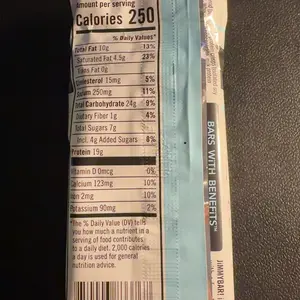 Amount per serving
Calories 250
% Daily Values*
Total Fat 10g 13%
Saturated Fat 4.5g 23%
Trans Fat 0g
Cholesterol 15mg 5%
Sodium 250mg 11%
Total Carbohydrate 24g 9%
Dietary Fiber 1g 4%
Total Sugars 7g
Incl. 4g Added Sugars 8%
Protein 19g
Vitamin D 0mcg 0%
Calcium 123mg 10%
Iron 2mg 10%
Potassium 90mg 2%
*The % Daily Value (DV) tells
you how much a nutrient in a
serving of food contributes
to a daily diet. 2,000 calories
a day is used for general
nutrition advice.
BARS WITH BENEFITS™
JIMMYBAR!